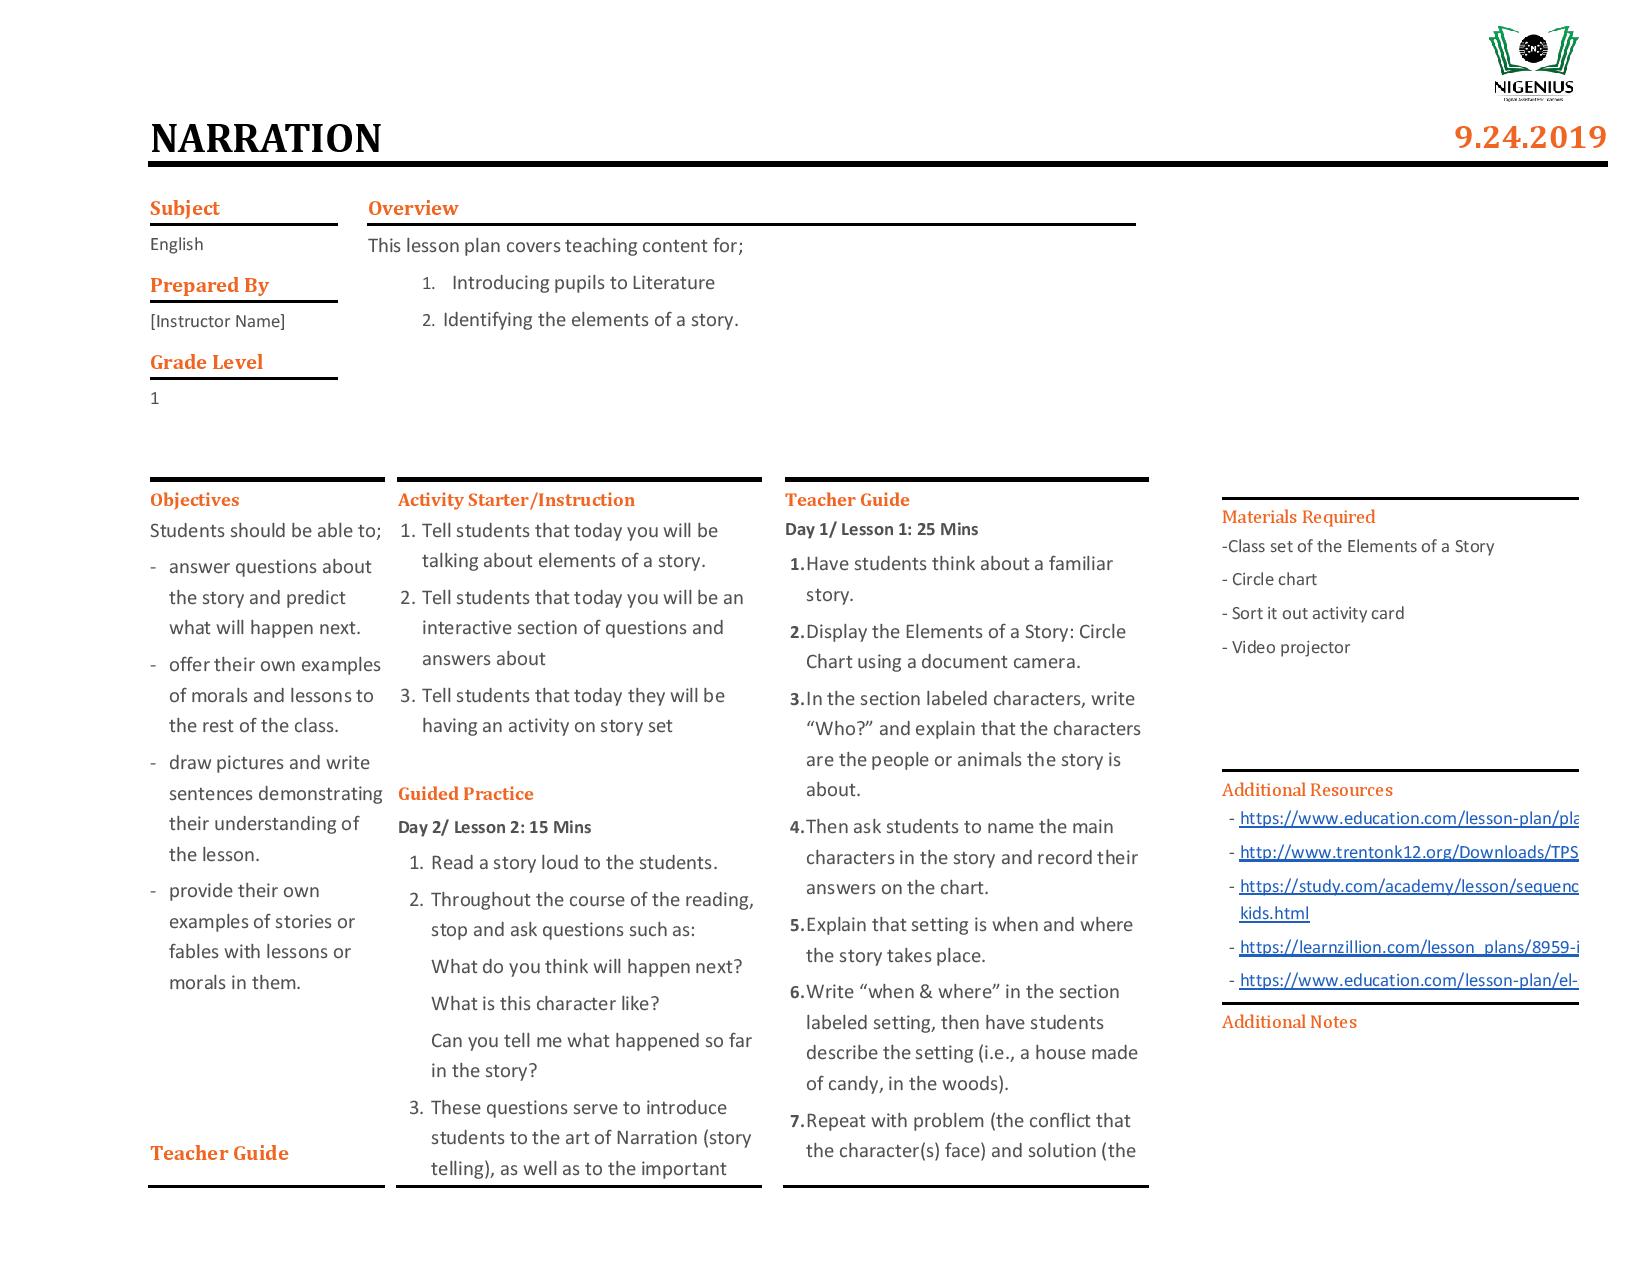 NIGENIUS
NARRATION
9.24.2019
Subject
English
Prepared By
[Instructor Name]
Grade Level
1
Overview
This lesson plan covers teaching content for;
1. Introducing pupils to Literature
2. Identifying the elements of a story.
Objectives
Students should be able to;
- answer questions about
the story and predict
what will happen next.
- offer their own examples
of morals and lessons to
the rest of the class.
- draw pictures and write
sentences demonstrating
their understanding of
the lesson.
- provide their own
examples of stories or
fables with lessons or
morals in them.
Teacher Guide
Activity Starter/Instruction
1. Tell students that today you will be
talking about elements of a story.
2. Tell students that today you will be an
interactive section of questions and
answers about
3. Tell students that today they will be
having an activity on story set
Guided Practice
Day 2/ Lesson 2: 15 Mins
1. Read a story loud to the students.
2. Throughout the course of the reading,
stop and ask questions such as:
What do you think will happen next?
What is this character like?
Can you tell me what happened so far
in the story?
3. These questions serve to introduce
students to the art of Narration (story
telling), as well as to the important
Teacher Guide
Day 1/ Lesson 1: 25 Mins
1.Have students think about a familiar
story.
2.Display the Elements of a Story: Circle
Chart using a document camera.
3.In the section labeled characters, write
“Who?” and explain that the characters
are the people or animals the story is
about.
4.Then ask students to name the main
characters in the story and record their
answers on the chart.
5.Explain that setting is when and where
the story takes place.
6.Write “when & where” in the section
labeled setting, then have students
describe the setting (i.e., a house made
of candy, in the woods).
7.Repeat with problem (the conflict that
the character(s) face) and solution (the
Materials Required
-Class set of the Elements of a Story
- Circle chart
- Sort it out activity card
- Video projector
Additional Resources
- https://www.education.com/lesson-plan/pla
- http://www.trentonk12.org/Downloads/TPS
- https://study.com/academy/lesson/sequenc
kids.html
- https://learnzillion.com/lesson_plans/8959-i
- https://www.education.com/lesson-plan/el-
Additional Notes